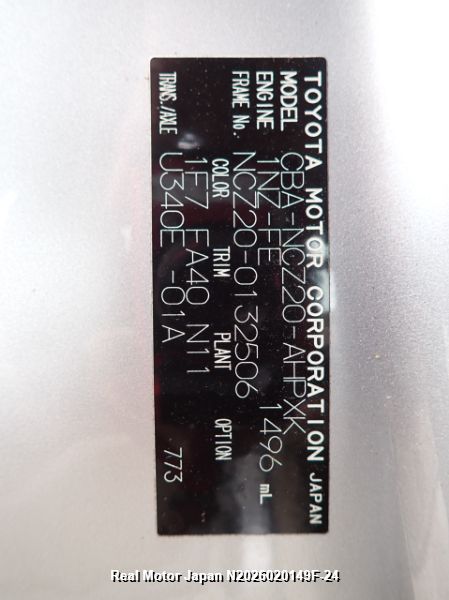 TOYOTA MOTOR CORPORATION JAPAN
MODEL CBA-NCZ20-AHPXK
ENGINE 1NZ-FE 1496 mL
FRAME No. NCZ20-0132506
COLOR TRIM PLANT OPTION
1F7 FA40 N11
TRANS./AXLE U340E -01A 773
Real Motor Japan N2026020149F-24